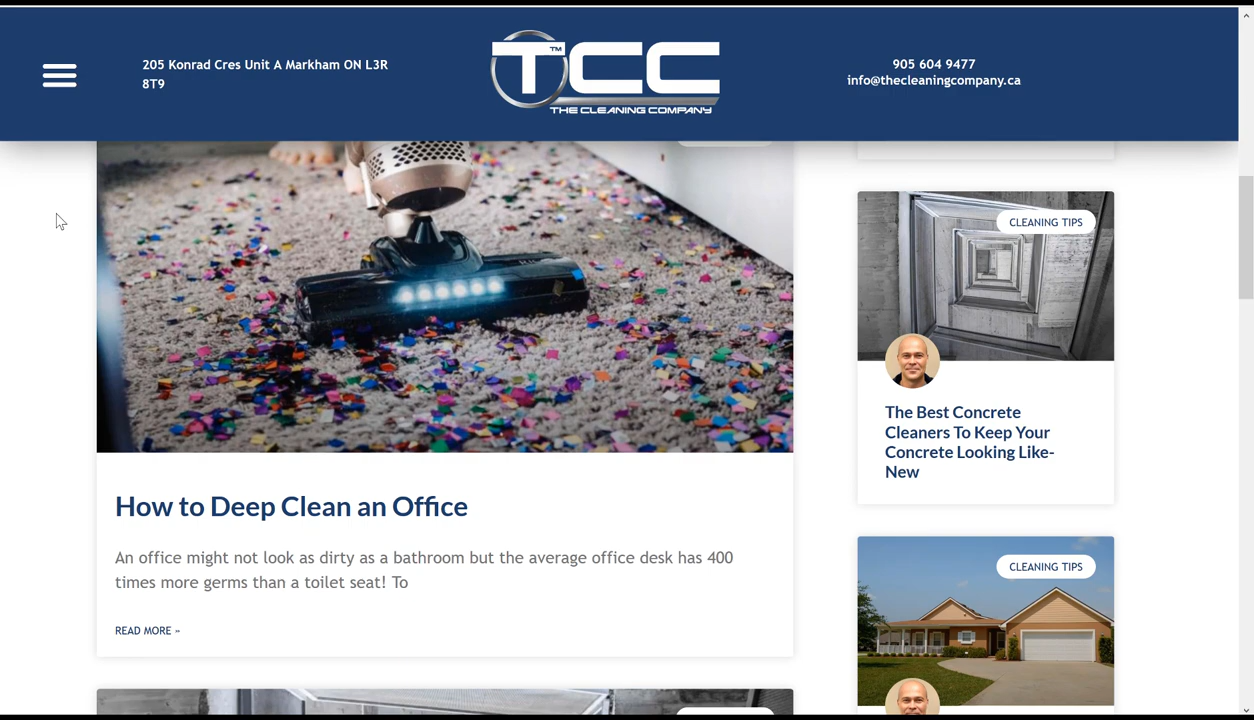 205 Konrad Cres Unit A Markham ON L3R
8T9
TCC
™
THE CLEANING COMPANY
905 604 9477
info@thecleaningcompany.ca
How to Deep Clean an Office
An office might not look as dirty as a bathroom but the average office desk has 400
times more germs than a toilet seat! To
READ MORE »
CLEANING TIPS
The Best Concrete
Cleaners To Keep Your
Concrete Looking Like-
New
CLEANING TIPS